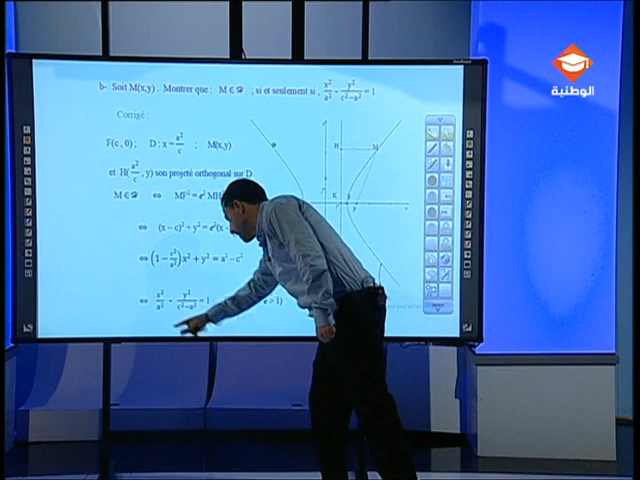 b- Soit M(x,y) . Montrer que : M ∈ 𝓗 , si et seulement si , x²/a² - y²/(c²−a²) = 1
الوطنية
Corrigé :
F(c , 0) ; D : x = a²/c ; M(x,y)
et H(a²/c , y) son projeté orthogonal sur D
M ∈ 𝓗 ⇔ MF² = e² MH
⇔ (x − c)² + y² = e²(x -
⇔ (1 − c²/a²)x² + y² = a² − c²
⇔ x²/a² - y²/(c²−a²) = 1 e > 1)
H M
K
F